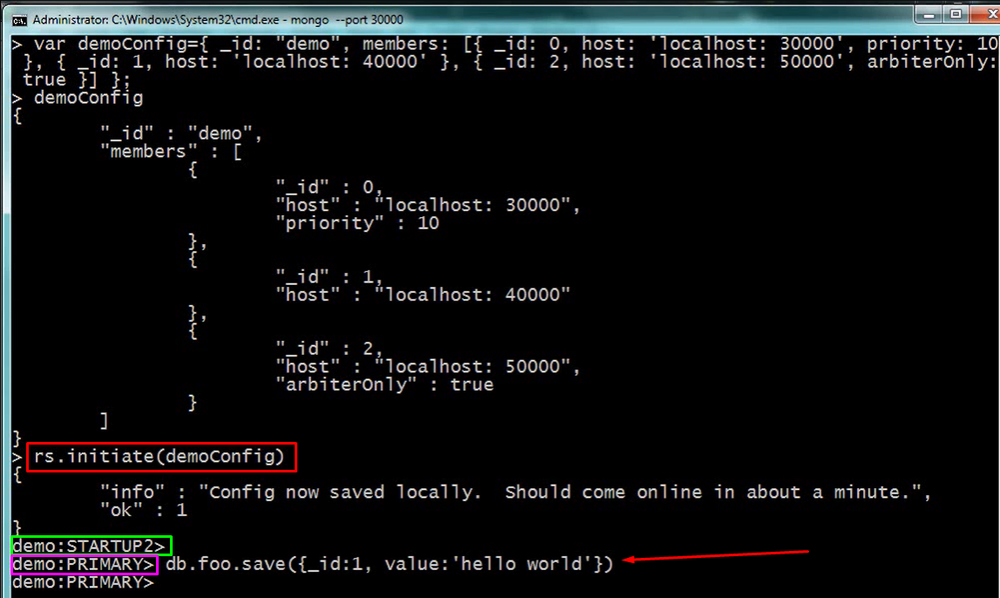 Administrator: C:\Windows\System32\cmd.exe - mongo  --port 30000
> var demoConfig={ _id: "demo", members: [{ _id: 0, host: 'localhost: 30000', priority: 10
 }, { _id: 1, host: 'localhost: 40000' }, { _id: 2, host: 'localhost: 50000', arbiterOnly:
 true }] };
> demoConfig
{
        "_id" : "demo",
        "members" : [
                {
                        "_id" : 0,
                        "host" : "localhost: 30000",
                        "priority" : 10
                },
                {
                        "_id" : 1,
                        "host" : "localhost: 40000"
                },
                {
                        "_id" : 2,
                        "host" : "localhost: 50000",
                        "arbiterOnly" : true
                }
        ]
}
> rs.initiate(demoConfig)
{
        "info" : "Config now saved locally.  Should come online in about a minute.",
        "ok" : 1
}
demo:STARTUP2>
demo:PRIMARY> db.foo.save({_id:1, value:'hello world'})
demo:PRIMARY>